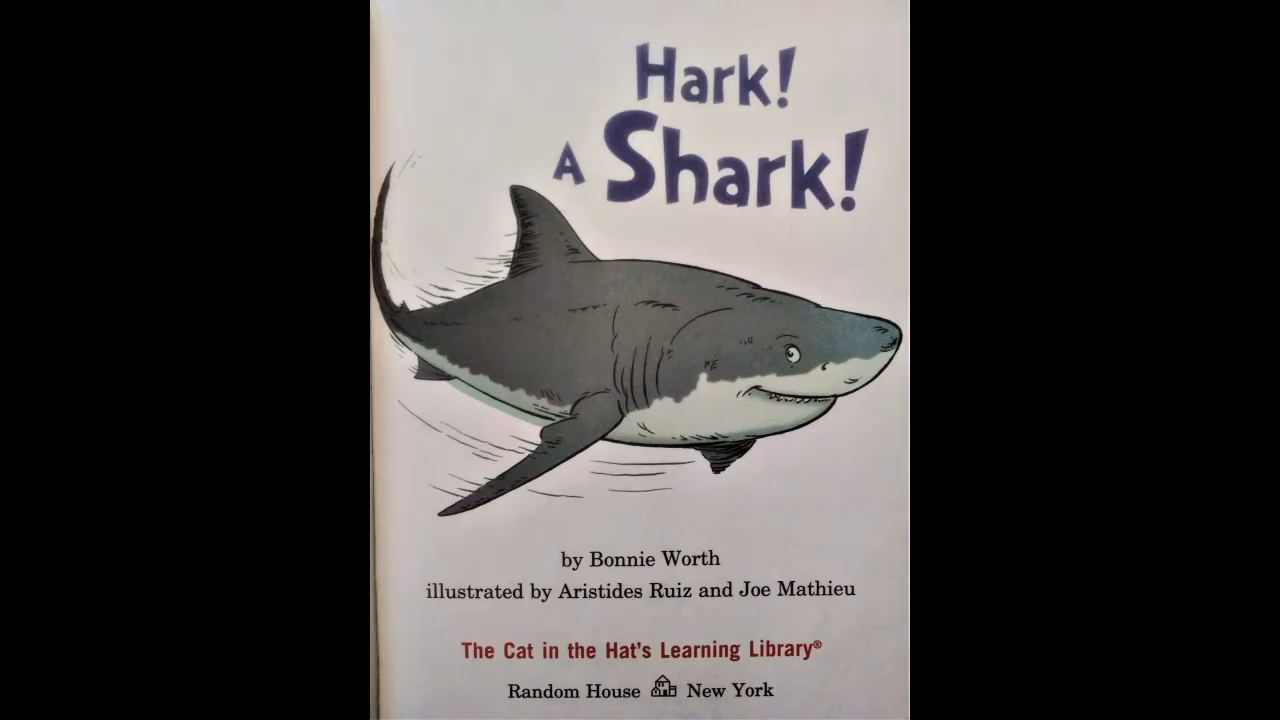 Hark!
A Shark!
by Bonnie Worth
illustrated by Aristides Ruiz and Joe Mathieu
The Cat in the Hat's Learning Library®
Random House New York